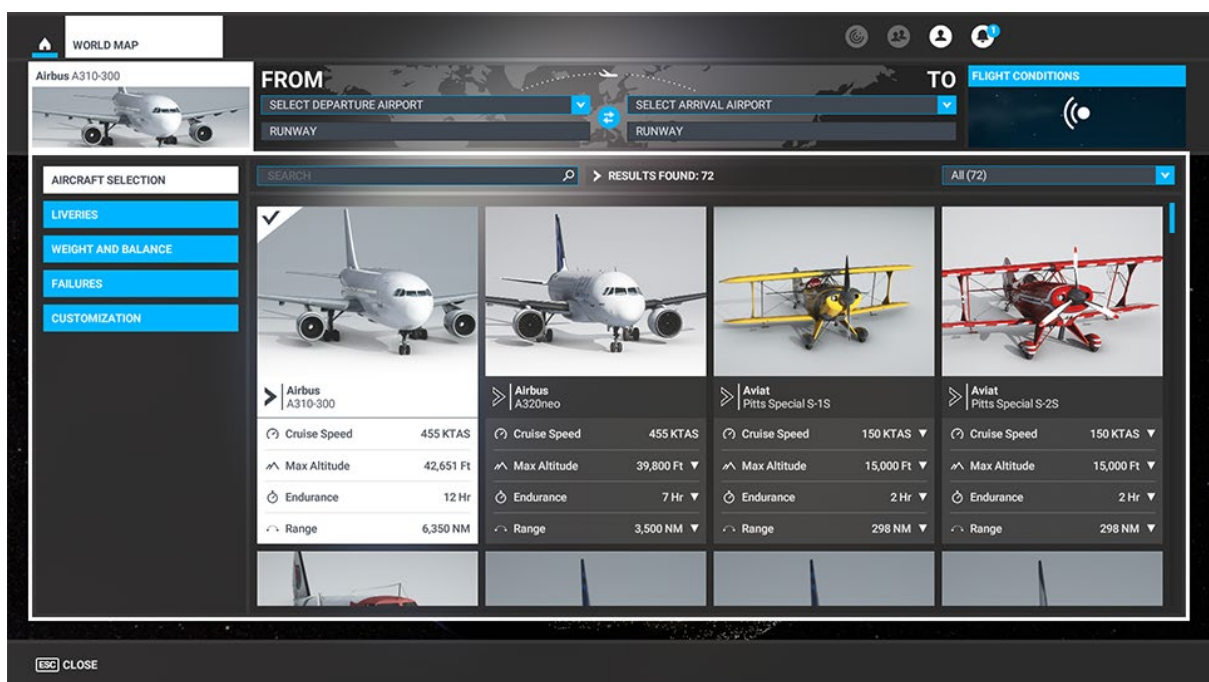 WORLD MAP
1
Airbus A310-300
FROM
TO
FLIGHT CONDITIONS
SELECT DEPARTURE AIRPORT
SELECT ARRIVAL AIRPORT
RUNWAY
RUNWAY
AIRCRAFT SELECTION
LIVERIES
WEIGHT AND BALANCE
FAILURES
CUSTOMIZATION
SEARCH
RESULTS FOUND: 72
All (72)
Airbus
A310-300
Cruise Speed 455 KTAS
Max Altitude 42,651 Ft
Endurance 12 Hr
Range 6,350 NM
Airbus
A320neo
Cruise Speed 455 KTAS
Max Altitude 39,800 Ft ▼
Endurance 7 Hr ▼
Range 3,500 NM ▼
Aviat
Pitts Special S-1S
Cruise Speed 150 KTAS ▼
Max Altitude 15,000 Ft ▼
Endurance 2 Hr ▼
Range 298 NM ▼
Aviat
Pitts Special S-2S
Cruise Speed 150 KTAS ▼
Max Altitude 15,000 Ft ▼
Endurance 2 Hr ▼
Range 298 NM ▼
ESC CLOSE